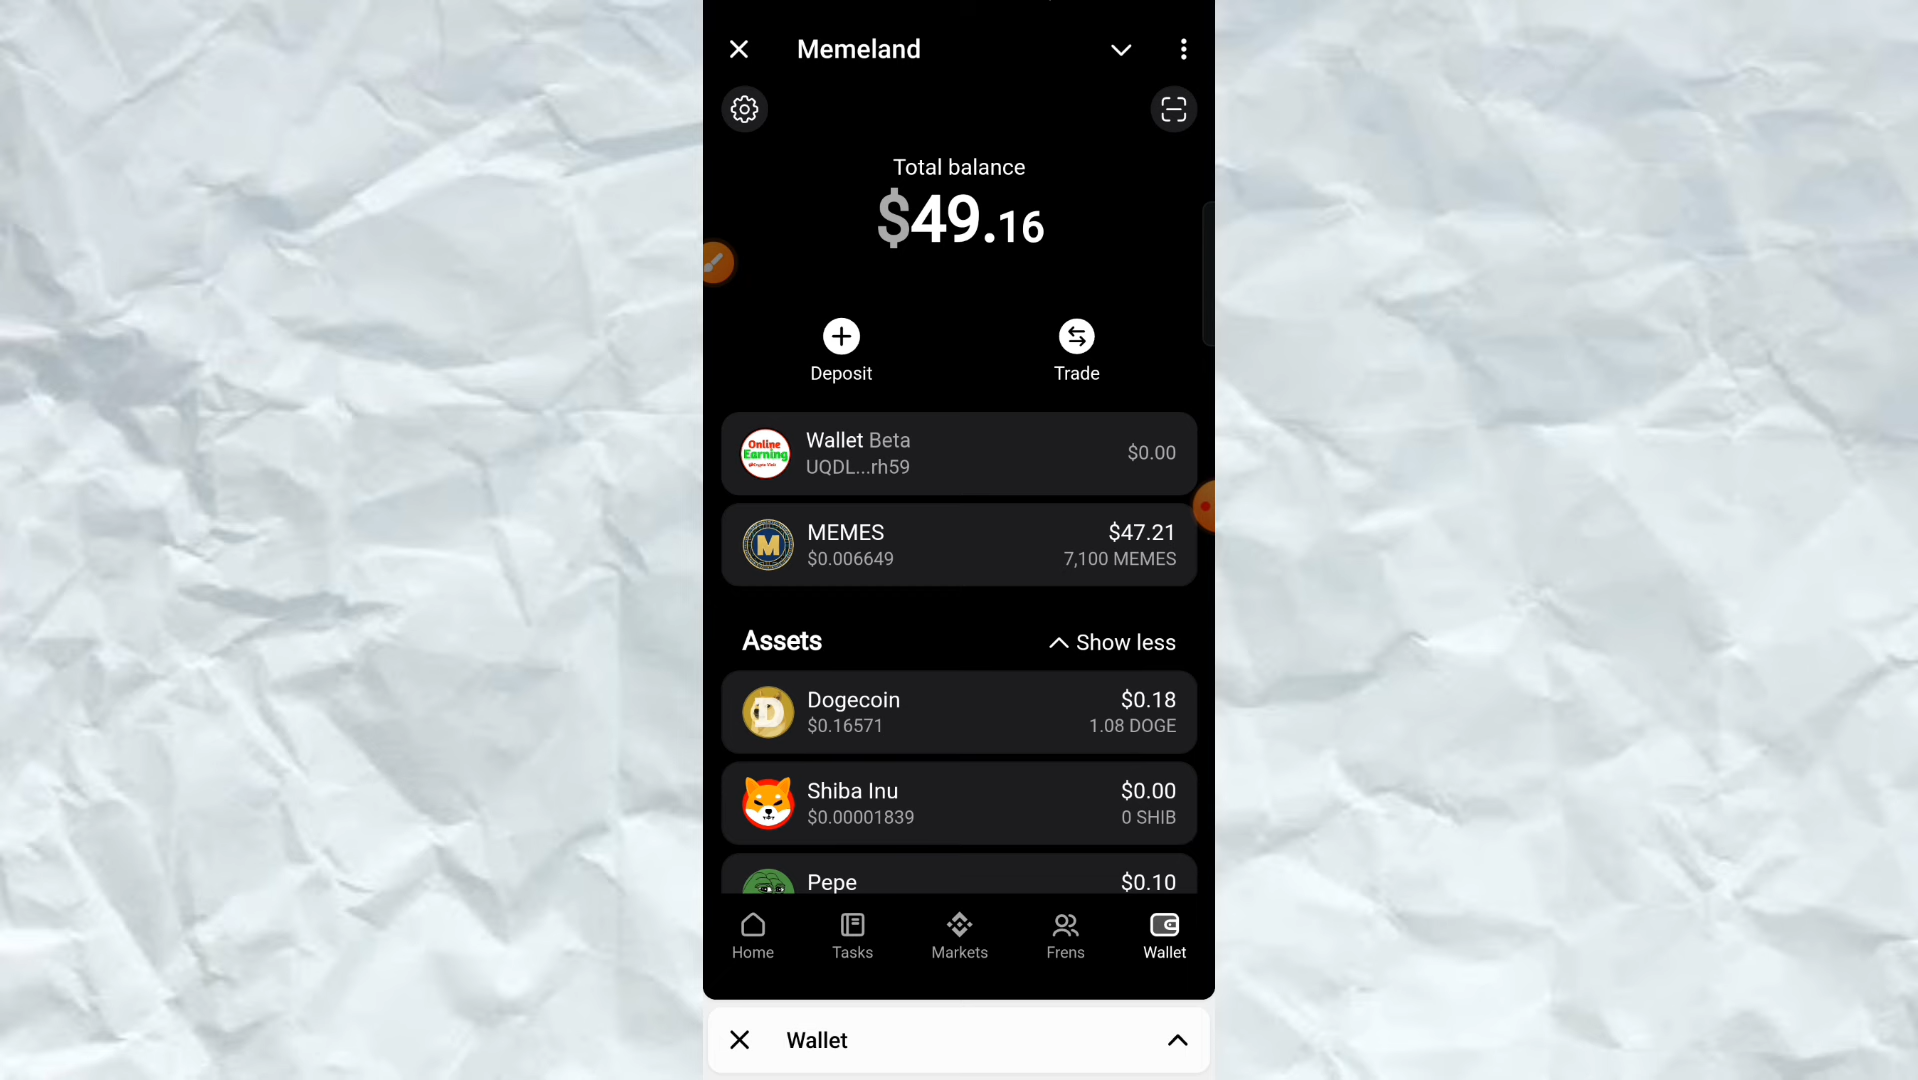 Memeland
Total balance
$49.16
Deposit
Trade
Online
Earning
Wallet Beta
$0.00
UQDL...rh59
M
MEMES
$47.21
$0.006649
7,100 MEMES
Assets
Show less
D
Dogecoin
$0.18
$0.16571
1.08 DOGE
Shiba Inu
$0.00
$0.00001839
0 SHIB
Pepe
$0.10
Home
Tasks
Markets
Frens
Wallet
Wallet